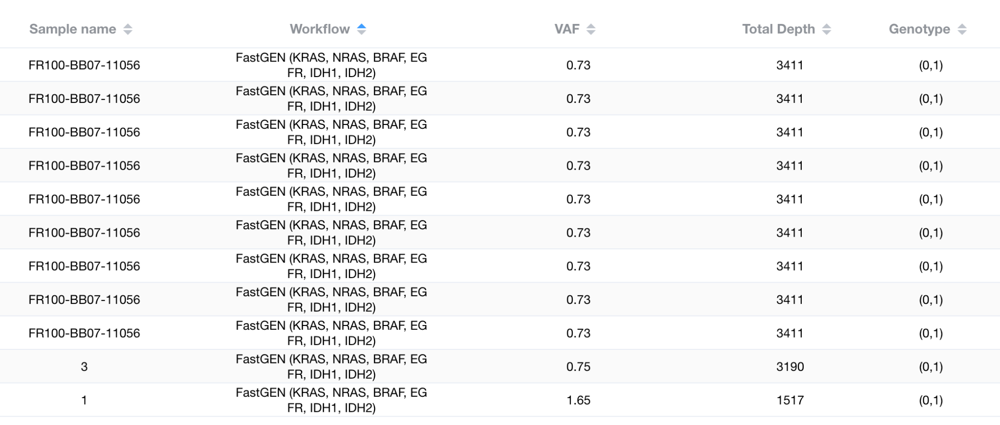 Sample name Workflow VAF Total Depth Genotype
FR100-BB07-11056 FastGEN (KRAS, NRAS, BRAF, EG 0.73 3411 (0,1)
FR, IDH1, IDH2)
FR100-BB07-11056 FastGEN (KRAS, NRAS, BRAF, EG 0.73 3411 (0,1)
FR, IDH1, IDH2)
FR100-BB07-11056 FastGEN (KRAS, NRAS, BRAF, EG 0.73 3411 (0,1)
FR, IDH1, IDH2)
FR100-BB07-11056 FastGEN (KRAS, NRAS, BRAF, EG 0.73 3411 (0,1)
FR, IDH1, IDH2)
FR100-BB07-11056 FastGEN (KRAS, NRAS, BRAF, EG 0.73 3411 (0,1)
FR, IDH1, IDH2)
FR100-BB07-11056 FastGEN (KRAS, NRAS, BRAF, EG 0.73 3411 (0,1)
FR, IDH1, IDH2)
FR100-BB07-11056 FastGEN (KRAS, NRAS, BRAF, EG 0.73 3411 (0,1)
FR, IDH1, IDH2)
FR100-BB07-11056 FastGEN (KRAS, NRAS, BRAF, EG 0.73 3411 (0,1)
FR, IDH1, IDH2)
FR100-BB07-11056 FastGEN (KRAS, NRAS, BRAF, EG 0.73 3411 (0,1)
FR, IDH1, IDH2)
3 FastGEN (KRAS, NRAS, BRAF, EG 0.75 3190 (0,1)
FR, IDH1, IDH2)
1 FastGEN (KRAS, NRAS, BRAF, EG 1.65 1517 (0,1)
FR, IDH1, IDH2)